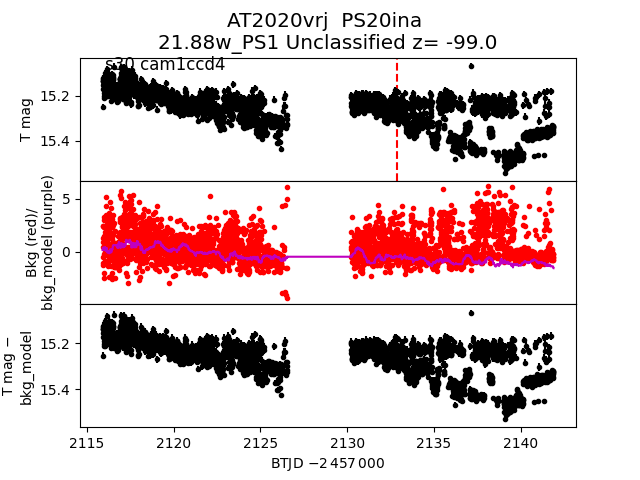 AT2020vrj  PS20ina
21.88w_PS1 Unclassified z= -99.0
s30 cam1ccd4
T mag
15.2
15.4
Bkg (red)/
bkg_model (purple)
5
0
T mag −
bkg_model
15.2
15.4
2115
2120
2125
2130
2135
2140
BTJD −2 457 000